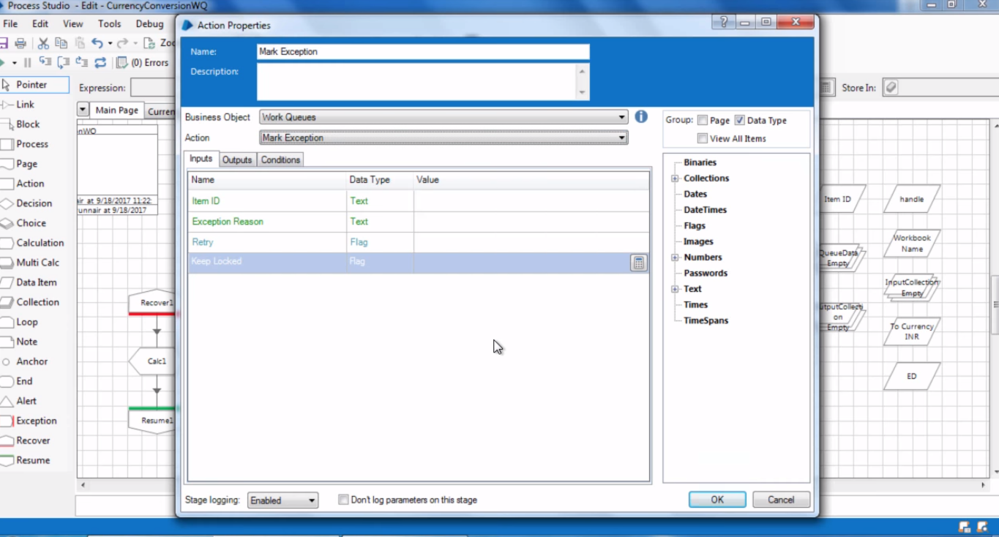 Process Studio - Edit - CurrencyConversionWQ
File Edit View Tools Debug
Action Properties
(0) Errors
Name: Mark Exception
Description:
Pointer
Expression:
Store In:
Link
Block
Process
Page
Action
Decision
Choice
Calculation
Multi Calc
Data Item
Collection
Loop
Note
Anchor
End
Alert
Exception
Recover
Resume
Main Page
nWO
air at 9/18/2017 11:22:
runnair at 9/18/2017
Recover1
Calc1
Resume1
Business Object Work Queues
Action Mark Exception
Inputs Outputs Conditions
Name Data Type Value
Item ID Text
Exception Reason Text
Retry Flag
Keep Locked Flag
Group: Page Data Type
View All Items
Binaries
Collections
Dates
DateTimes
Flags
Images
Numbers
Passwords
Text
Times
TimeSpans
Item ID
handle
QueueData
Empty
Workbook
Name
InputCollection
Empty
utputCollecti
on
Empty
To Currency
INR
ED
Stage logging: Enabled Don't log parameters on this stage
OK Cancel